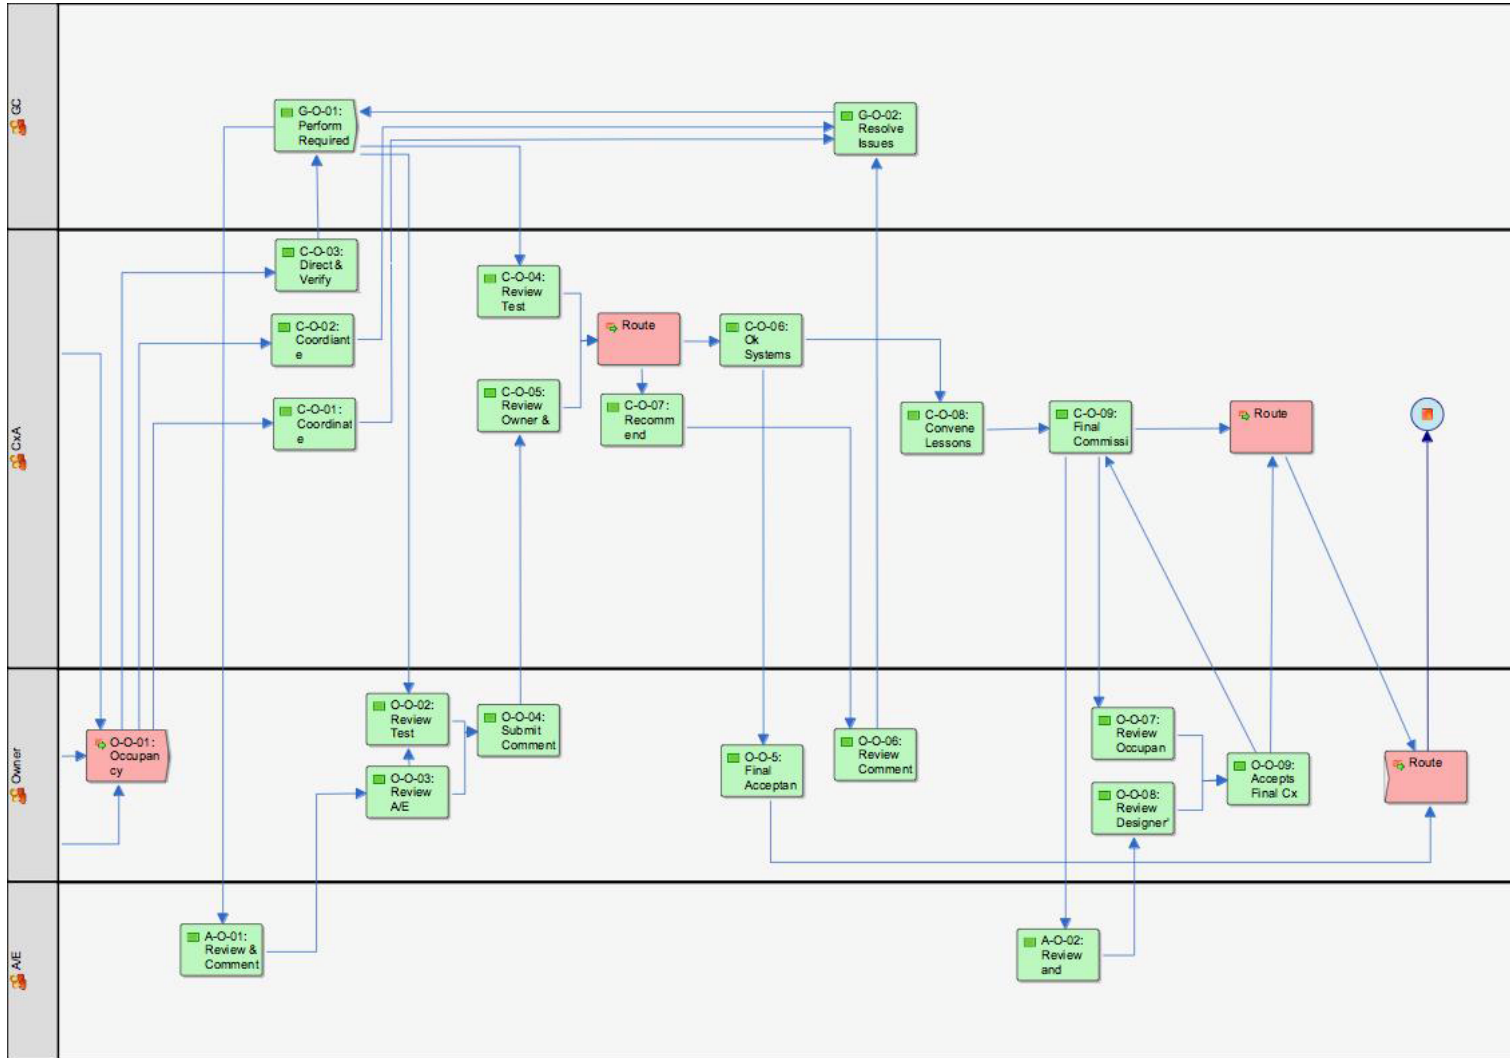 GC
G-O-01:
Perform
Required
G-O-02:
Resolve
Issues
CxA
C-O-03:
Direct &
Verify
C-O-02:
Coordiant
e
C-O-01:
Coordinat
e
C-O-04:
Review
Test
C-O-05:
Review
Owner &
Route
C-O-07:
Recomm
end
C-O-06:
Ok
Systems
C-O-08:
Convene
Lessons
C-O-09:
Final
Commissi
Route
Owner
O-O-01:
Occupan
cy
O-O-02:
Review
Test
O-O-03:
Review
A/E
O-O-04:
Submit
Comment
O-O-5:
Final
Acceptan
O-O-06:
Review
Comment
O-O-07:
Review
Occupan
O-O-08:
Review
Designer'
O-O-09:
Accepts
Final Cx
Route
A/E
A-O-01:
Review &
Comment
A-O-02:
Review
and